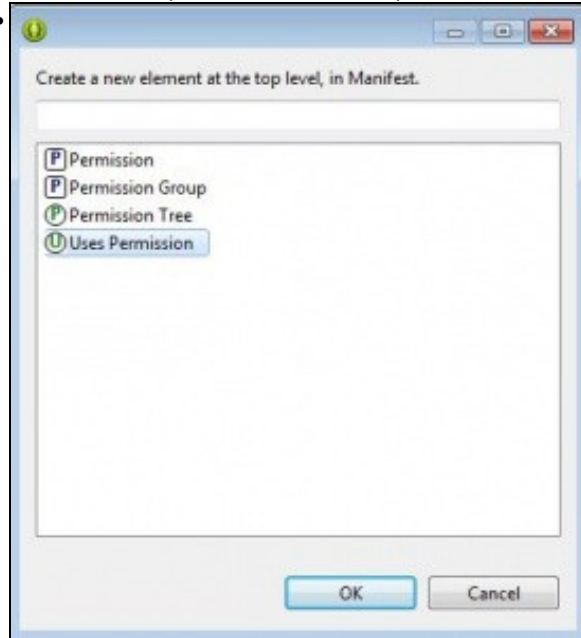 Create a new element at the top level, in Manifest.
P Permission
P Permission Group
P Permission Tree
U Uses Permission
OK
Cancel